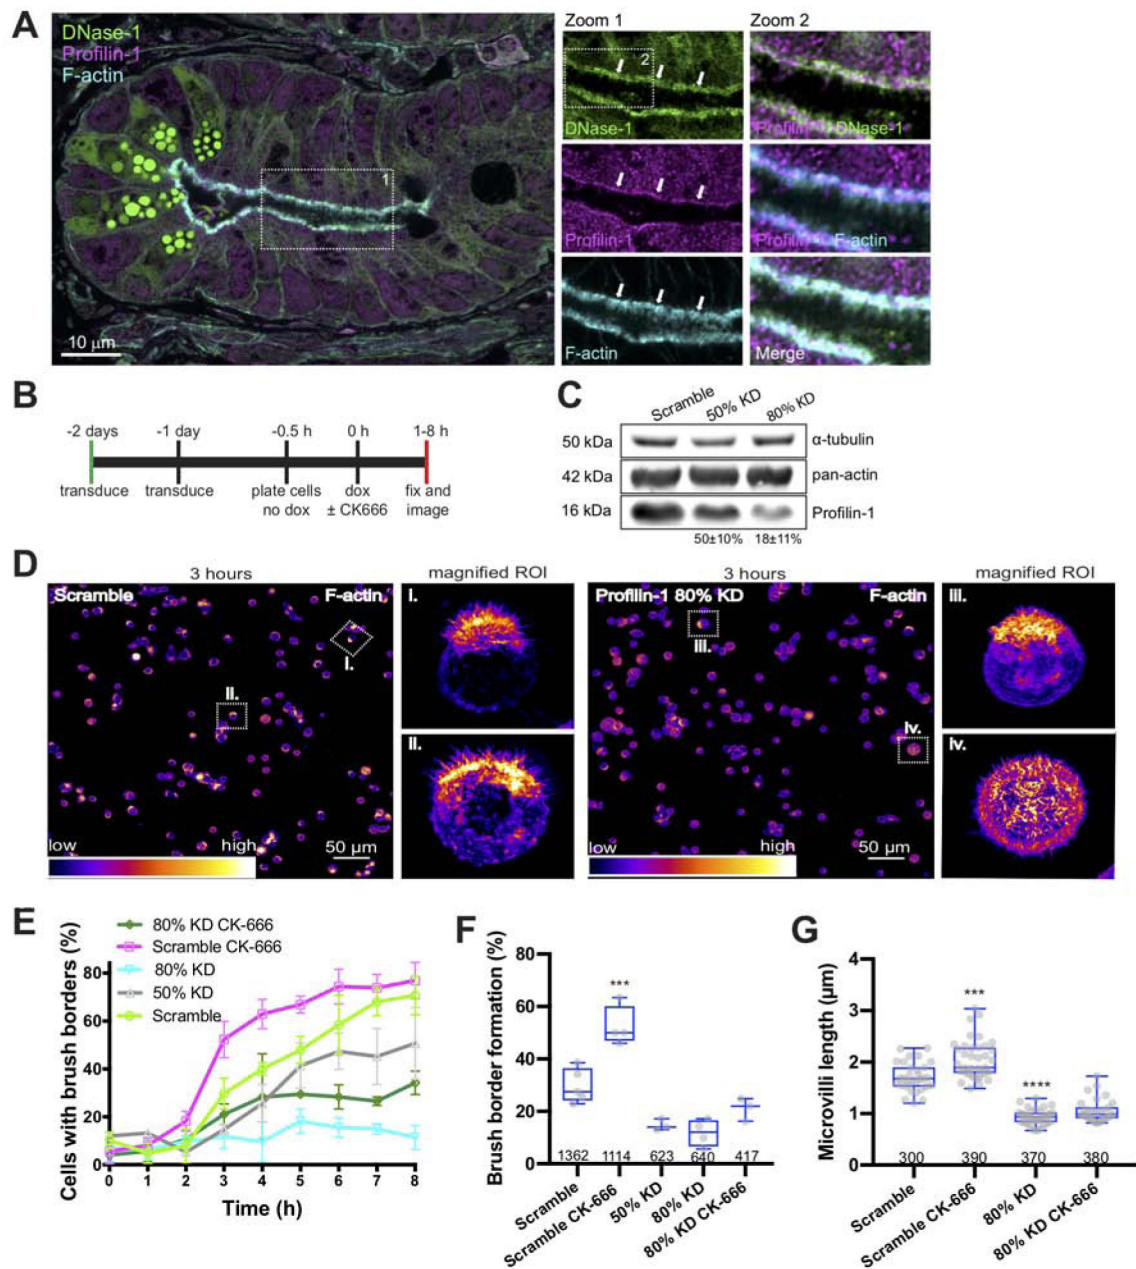 A
DNase-1
Profilin-1
F-actin
1
10 μm
Zoom 1
Zoom 2
2
DNase-1
Profilin-1 DNase-1
Profilin-1
Profilin F-actin
F-actin
Merge
B
-2 days -1 day -0.5 h 0 h 1-8 h
transduce transduce plate cells dox fix and
no dox ± CK666 image
C
Scramble 50% KD 80% KD
50 kDa α-tubulin
42 kDa pan-actin
16 kDa Profilin-1
50±10% 18±11%
D
3 hours magnified ROI 3 hours magnified ROI
Scramble F-actin i. Profilin-1 80% KD F-actin iii.
i.
iii.
ii.
ii.
iv.
iv.
low high 50 μm
low high 50 μm
E
80% KD CK-666
Scramble CK-666
80% KD
50% KD
Scramble
Cells with brush borders (%)
80
60
40
20
0
0 1 2 3 4 5 6 7 8
Time (h)
F
Brush border formation (%)
80
60
40
20
0
***
1362 1114 623 640 417
Scramble
Scramble CK-666
50% KD
80% KD
80% KD CK-666
G
Microvilli length (μm)
4
3
2
1
0
***
****
300 390 370 380
Scramble
Scramble CK-666
80% KD
80% KD CK-666